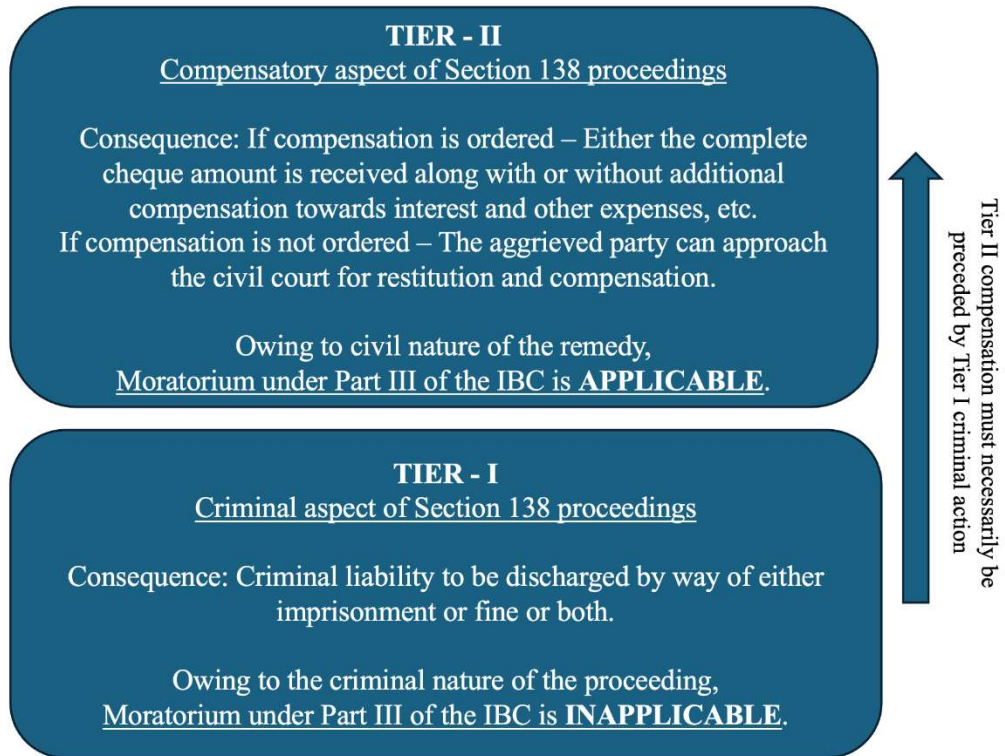 TIER - II
Compensatory aspect of Section 138 proceedings
Consequence: If compensation is ordered – Either the complete
cheque amount is received along with or without additional
compensation towards interest and other expenses, etc.
If compensation is not ordered – The aggrieved party can approach
the civil court for restitution and compensation.
Owing to civil nature of the remedy,
Moratorium under Part III of the IBC is APPLICABLE.
TIER - I
Criminal aspect of Section 138 proceedings
Consequence: Criminal liability to be discharged by way of either
imprisonment or fine or both.
Owing to the criminal nature of the proceeding,
Moratorium under Part III of the IBC is INAPPLICABLE.
Tier II compensation must necessarily be
preceded by Tier I criminal action